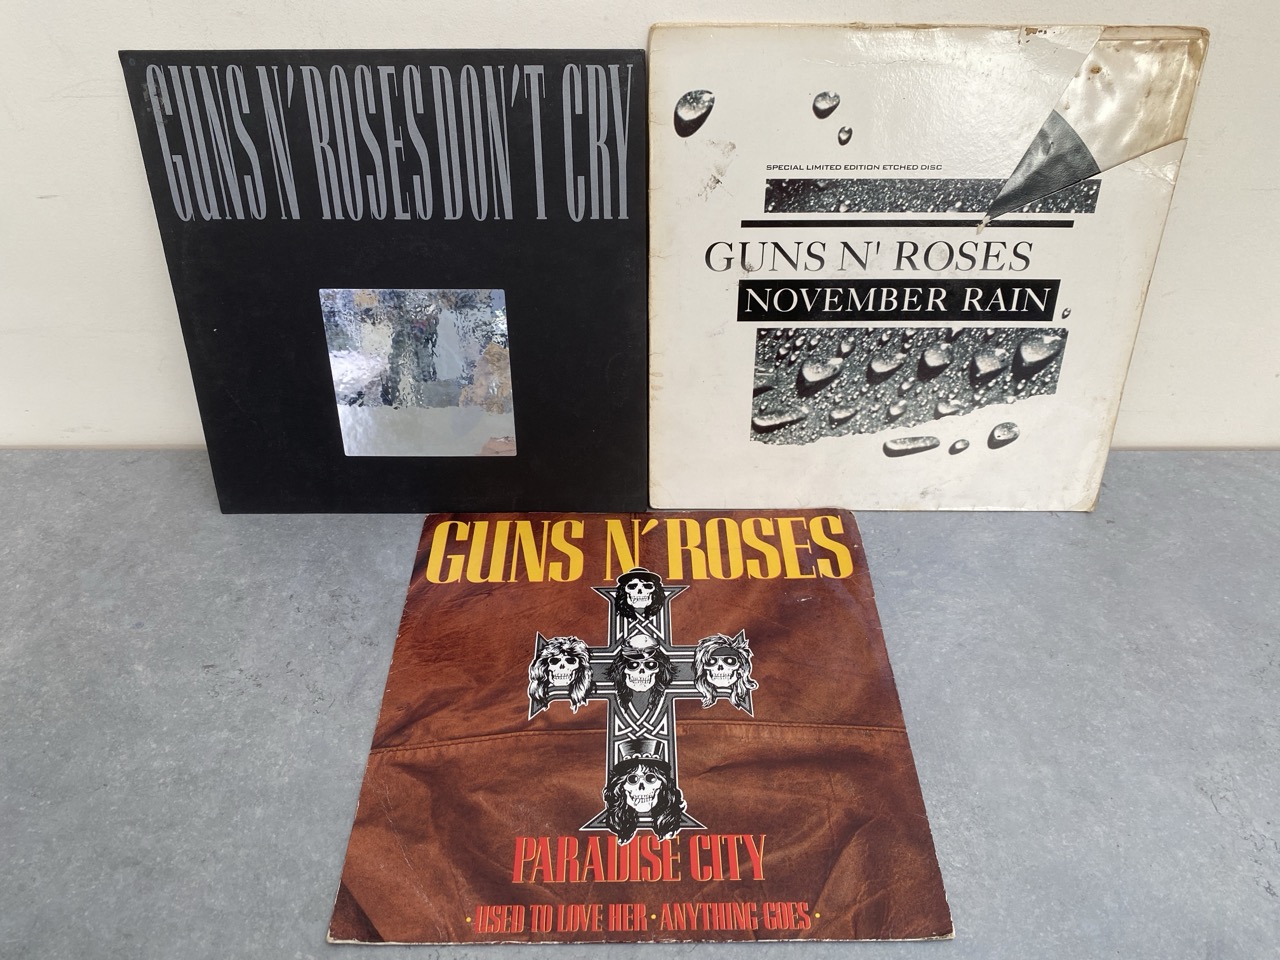 GUNS N' ROSES DON'T CRY
SPECIAL LIMITED EDITION ETCHED DISC
GUNS N' ROSES
NOVEMBER RAIN
GUNS N' ROSES
PARADISE CITY
· USED TO LOVE HER · ANYTHING GOES ·